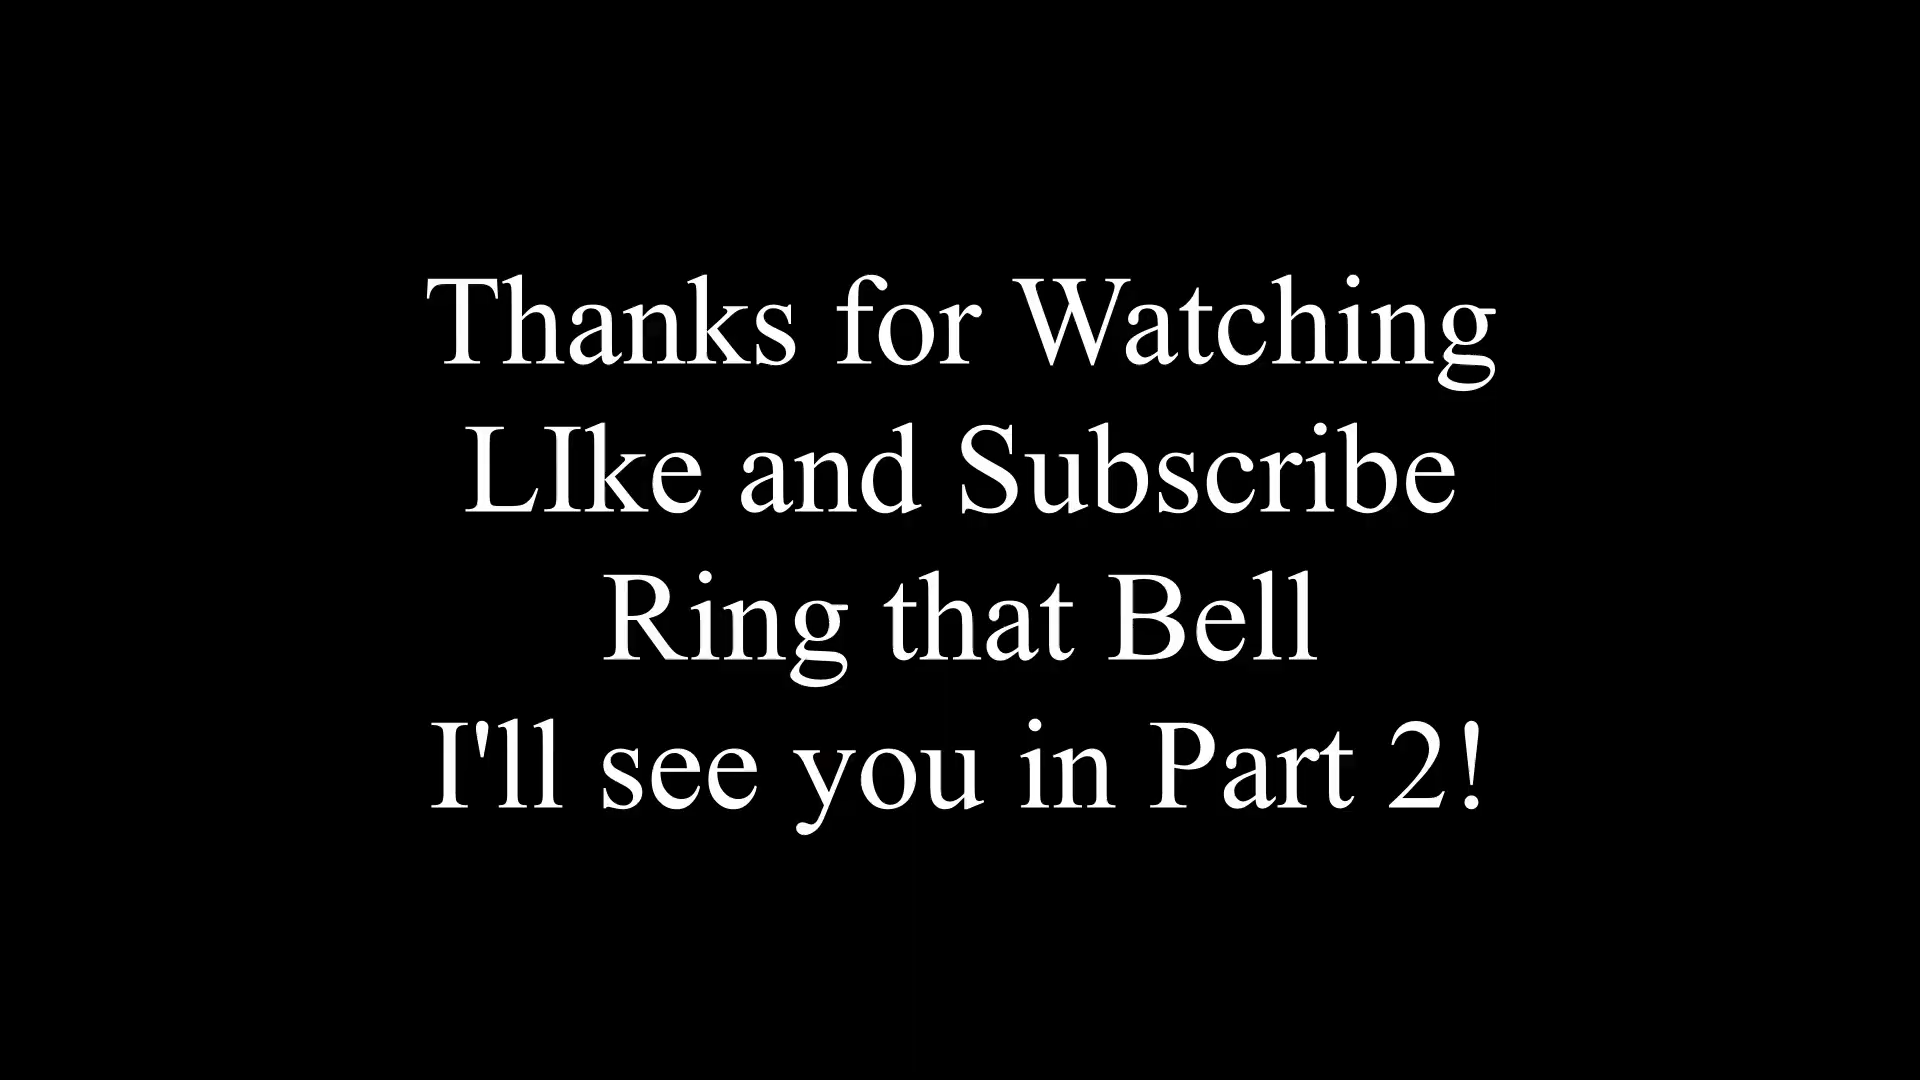 Thanks for Watching
LIke and Subscribe
Ring that Bell
I'll see you in Part 2!